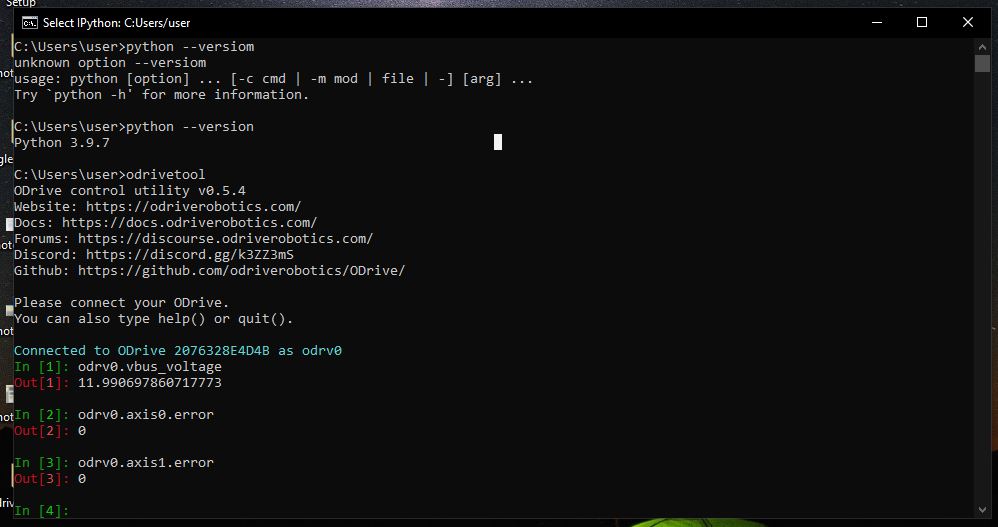 Setup
Select IPython: C:Users/user
C:\Users\user>python --versiom
unknown option --versiom
usage: python [option] ... [-c cmd | -m mod | file | -] [arg] ...
Try `python -h' for more information.
C:\Users\user>python --version
Python 3.9.7
C:\Users\user>odrivetool
ODrive control utility v0.5.4
Website: https://odriverobotics.com/
Docs: https://docs.odriverobotics.com/
Forums: https://discourse.odriverobotics.com/
Discord: https://discord.gg/k3ZZ3mS
Github: https://github.com/odriverobotics/ODrive/
Please connect your ODrive.
You can also type help() or quit().
Connected to ODrive 2076328E4D4B as odrv0
In [1]: odrv0.vbus_voltage
Out[1]: 11.990697860717773
In [2]: odrv0.axis0.error
Out[2]: 0
In [3]: odrv0.axis1.error
Out[3]: 0
In [4]: